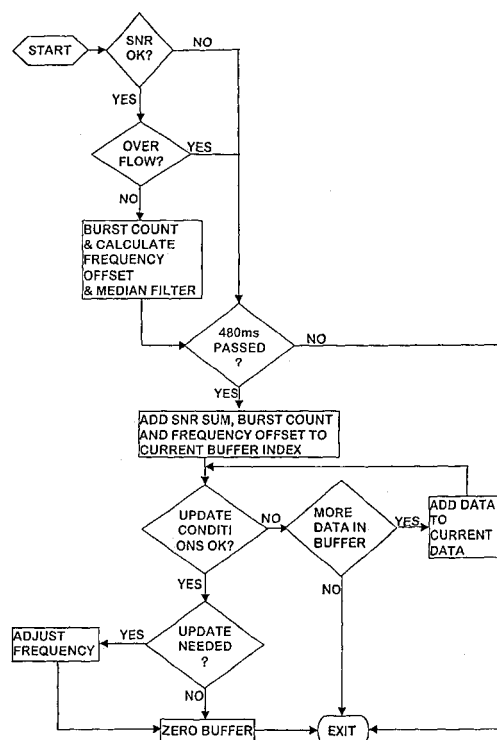 START
SNR
OK?
NO
YES
OVER
FLOW?
YES
NO
BURST COUNT
& CALCULATE
FREQUENCY
OFFSET
& MEDIAN FILTER
480ms
PASSED
?
NO
YES
ADD SNR SUM, BURST COUNT
AND FREQUENCY OFFSET TO
CURRENT BUFFER INDEX
UPDATE
CONDITI
ONS OK?
NO
MORE
DATA IN
BUFFER
YES
ADD DATA
TO
CURRENT
DATA
YES
NO
ADJUST
FREQUENCY
YES
UPDATE
NEEDED
?
NO
ZERO BUFFER
EXIT